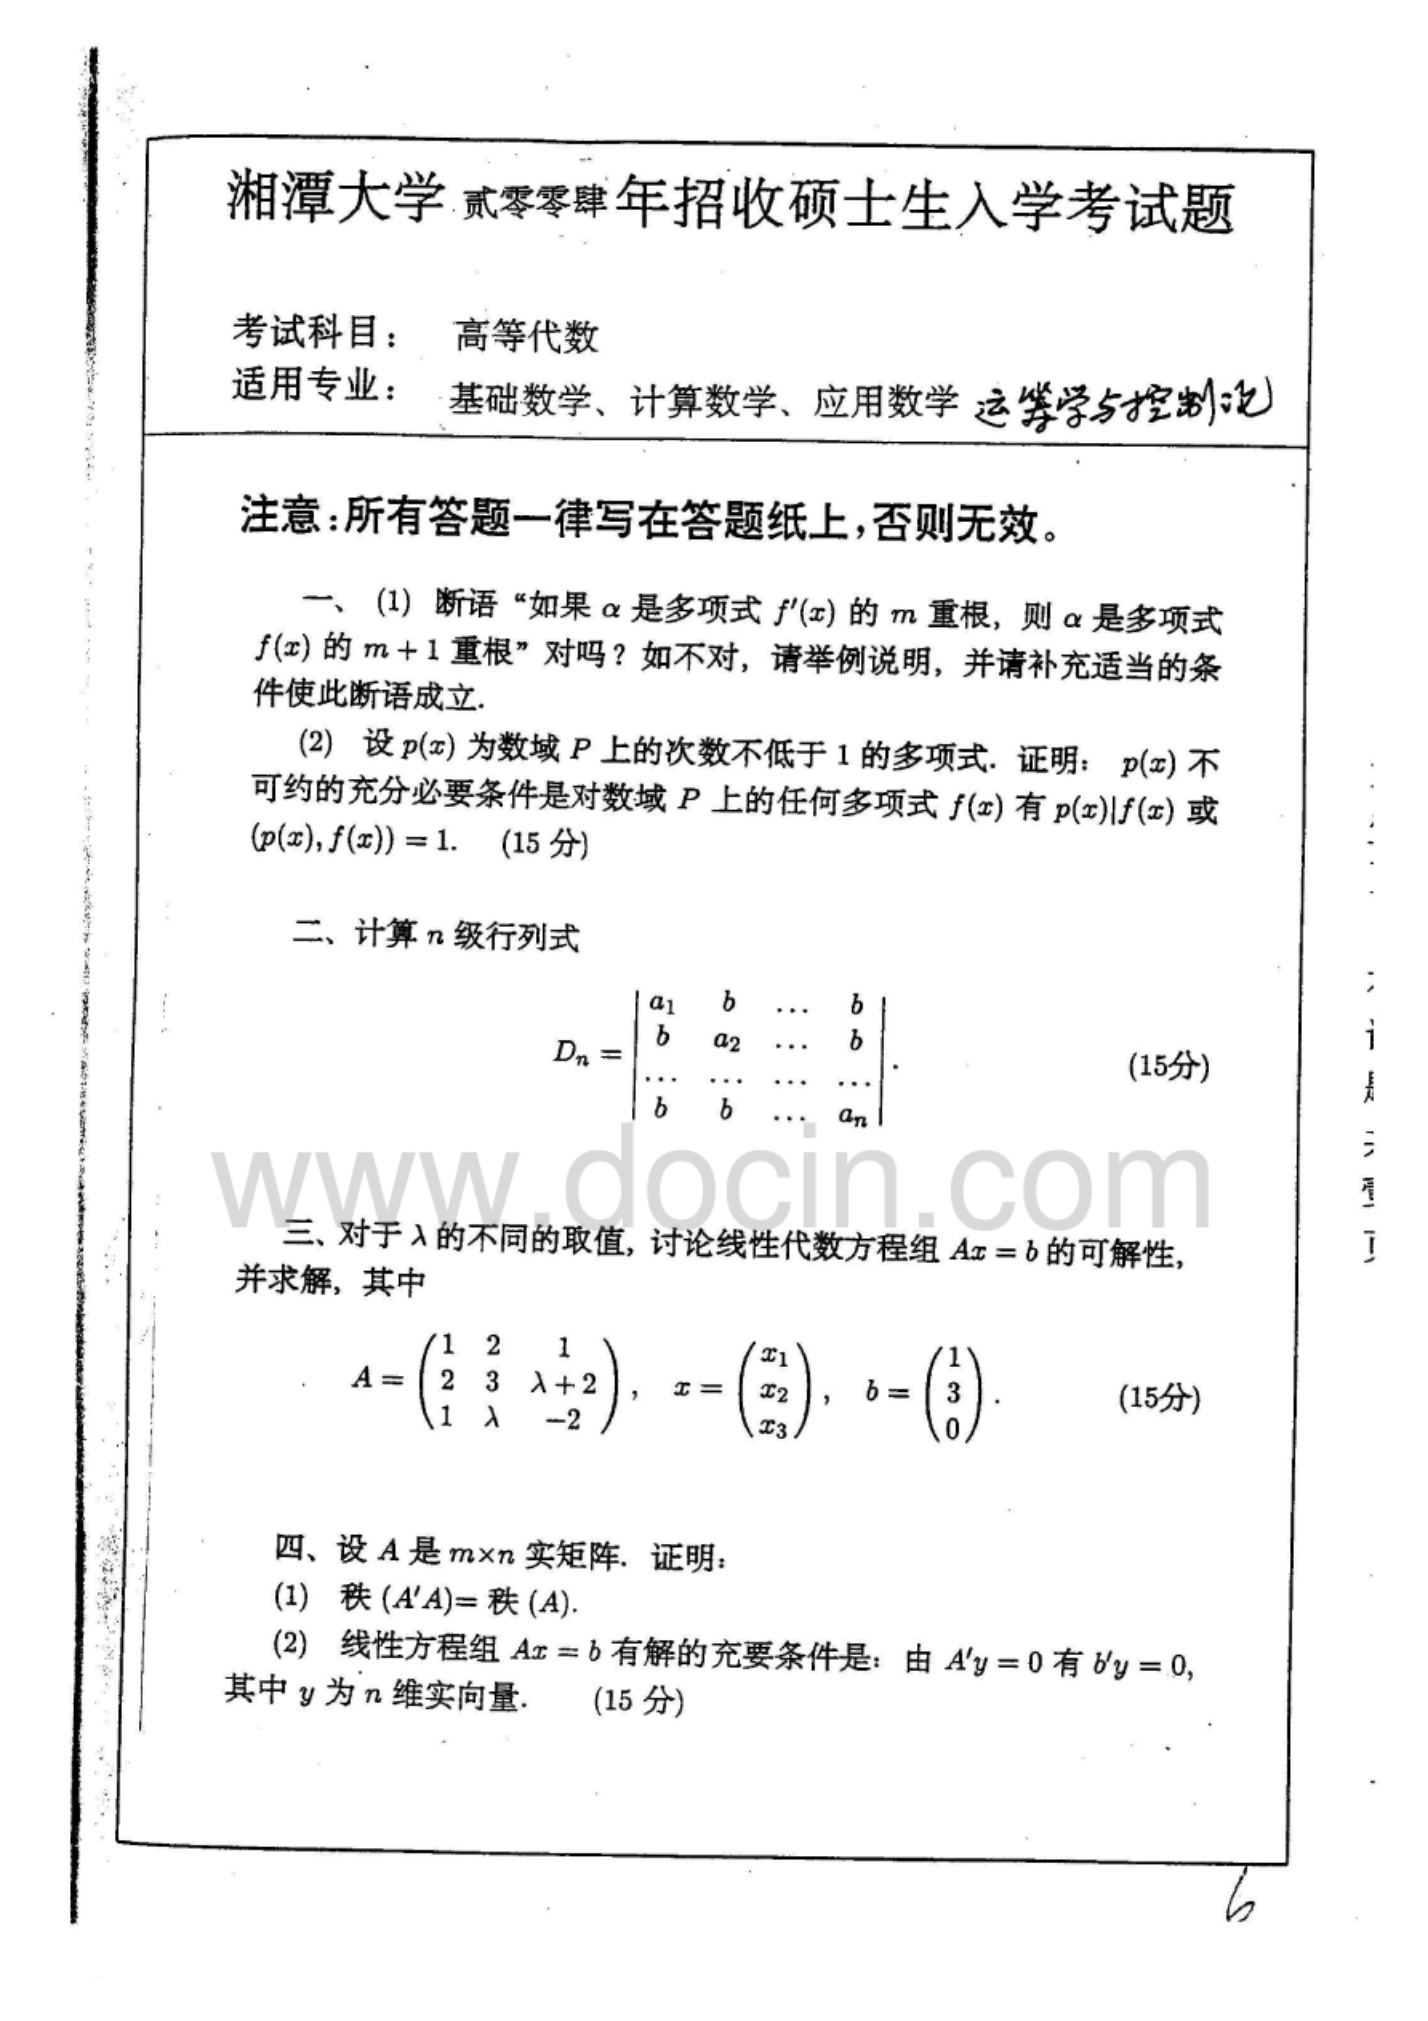 湘潭大学 贰零零肆 年招收硕士生入学考试题
考试科目： 高等代数
适用专业： 基础数学、计算数学、应用数学 运筹学与控制论
注意：所有答题一律写在答题纸上，否则无效。
一、 (1) 断语“如果 α 是多项式 f′(x) 的 m 重根，则 α 是多项式
f(x) 的 m + 1 重根”对吗？如不对，请举例说明，并请补充适当的条
件使此断语成立.
(2) 设 p(x) 为数域 P 上的次数不低于 1 的多项式. 证明： p(x) 不
可约的充分必要条件是对数域 P 上的任何多项式 f(x) 有 p(x)|f(x) 或
(p(x), f(x)) = 1. (15 分)
二、计算 n 级行列式
a₁ b … b
b a₂ … b
Dₙ = … … … … . (15分)
b b … aₙ
www.docin.com
三、对于 λ 的不同的取值, 讨论线性代数方程组 Ax = b 的可解性,
并求解, 其中
1 2 1 x₁ 1
A = 2 3 λ + 2 , x = x₂ , b = 3 . (15分)
1 λ −2 x₃ 0
四、设 A 是 m×n 实矩阵. 证明:
(1) 秩 (A′A)= 秩 (A).
(2) 线性方程组 Ax = b 有解的充要条件是: 由 A′y = 0 有 b′y = 0,
其中 y 为 n 维实向量. (15 分)
6